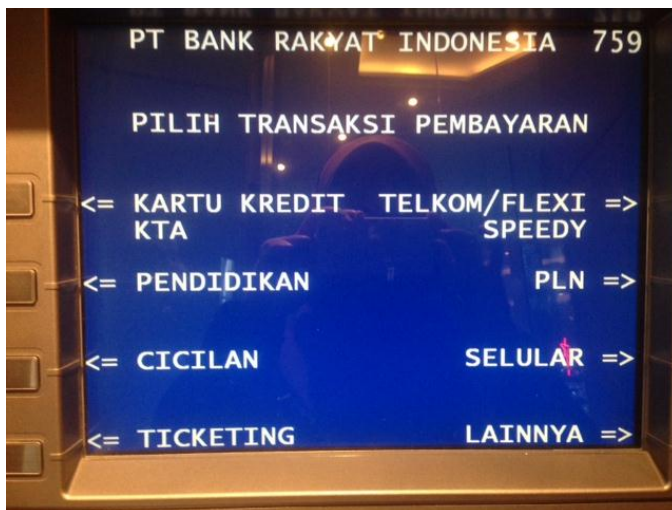 PT BANK RAKYAT INDONESIA 759
PILIH TRANSAKSI PEMBAYARAN
<= KARTU KREDIT TELKOM/FLEXI =>
KTA SPEEDY
<= PENDIDIKAN PLN =>
<= CICILAN SELULAR =>
<= TICKETING LAINNYA =>